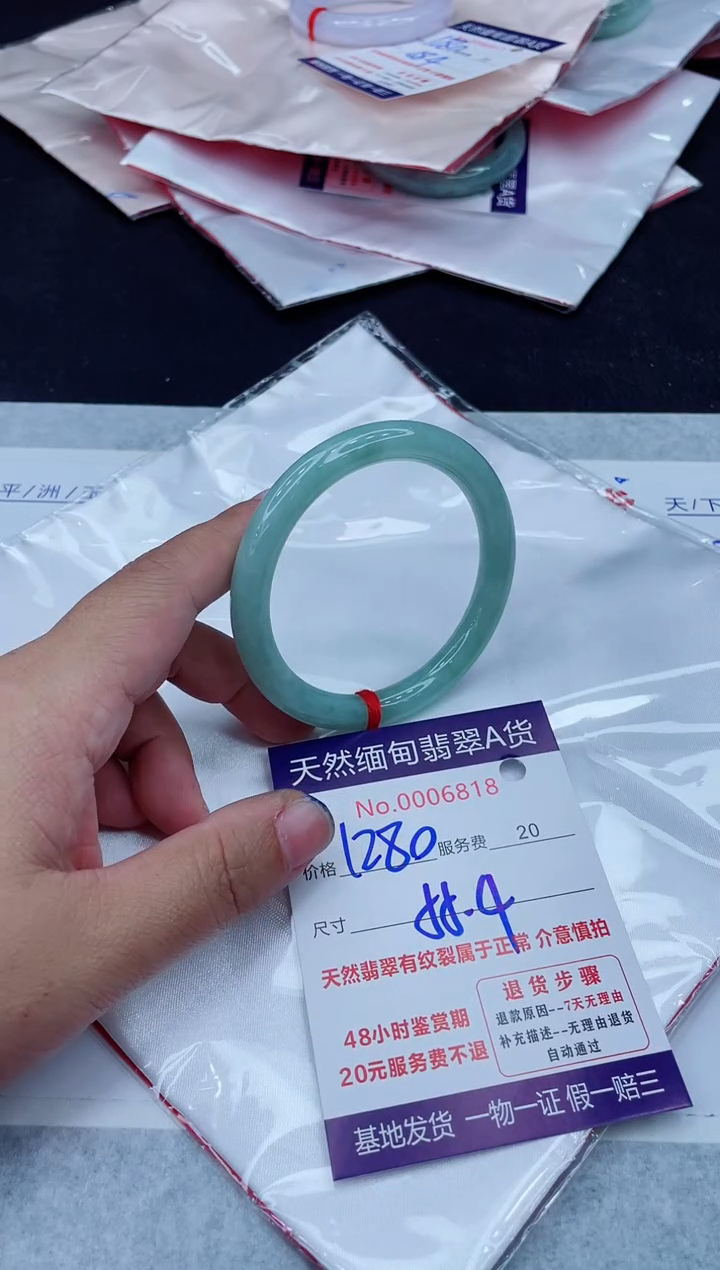 平/洲/
天/下
天然缅甸翡翠A货
No.0006818
价格 1280 服务费 20
尺寸
天然翡翠有纹裂属于正常 介意慎拍
48小时鉴赏期
20元服务费不退
退货步骤
退款原因--7天无理由
补充描述--无理由退货
自动通过
基地发货 一物一证 假一赔三